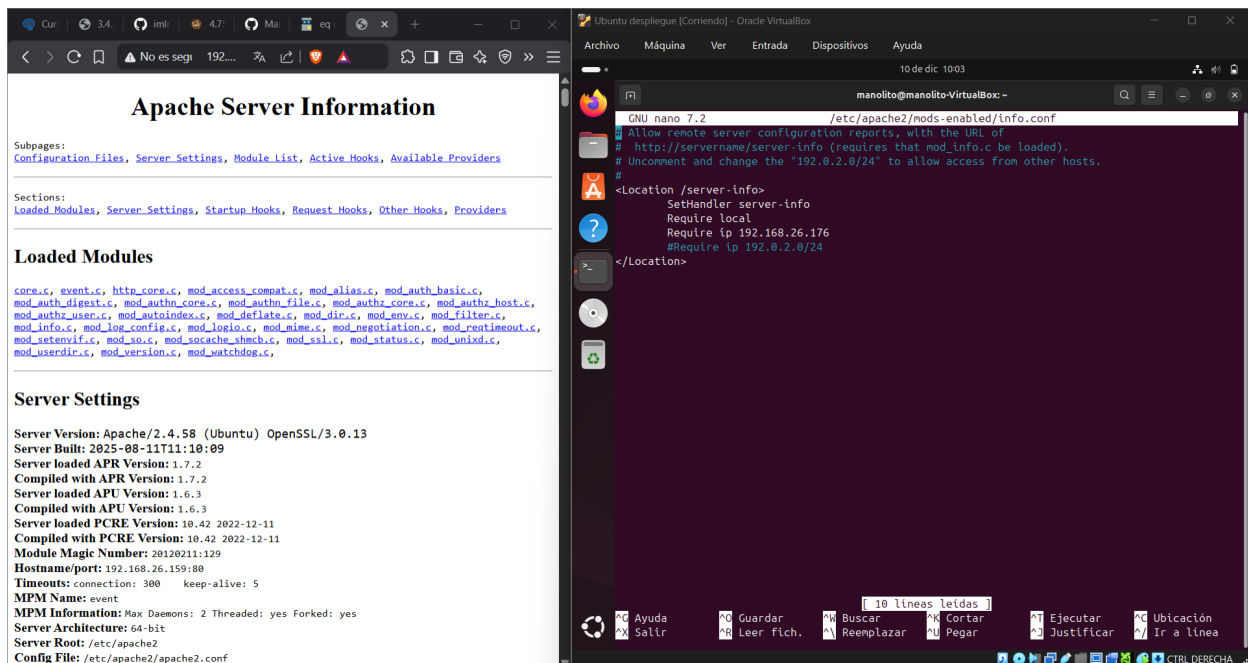 Cur
3.4.
imli
4.7
Ma
eq
No es segu
192....
Apache Server Information
Subpages:
Configuration Files, Server Settings, Module List, Active Hooks, Available Providers
Sections:
Loaded Modules, Server Settings, Startup Hooks, Request Hooks, Other Hooks, Providers
Loaded Modules
core.c, event.c, http_core.c, mod_access_compat.c, mod_alias.c, mod_auth_basic.c,
mod_auth_digest.c, mod_authn_core.c, mod_authn_file.c, mod_authz_core.c, mod_authz_host.c,
mod_authz_user.c, mod_autoindex.c, mod_deflate.c, mod_dir.c, mod_env.c, mod_filter.c,
mod_info.c, mod_log_config.c, mod_logio.c, mod_mime.c, mod_negotiation.c, mod_reqtimeout.c,
mod_setenvif.c, mod_so.c, mod_socache_shmcb.c, mod_ssl.c, mod_status.c, mod_unixd.c,
mod_userdir.c, mod_version.c, mod_watchdog.c,
Server Settings
Server Version: Apache/2.4.58 (Ubuntu) OpenSSL/3.0.13
Server Built: 2025-08-11T11:10:09
Server loaded APR Version: 1.7.2
Compiled with APR Version: 1.7.2
Server loaded APU Version: 1.6.3
Compiled with APU Version: 1.6.3
Server loaded PCRE Version: 10.42 2022-12-11
Compiled with PCRE Version: 10.42 2022-12-11
Module Magic Number: 20120211:129
Hostname/port: 192.168.26.159:80
Timeouts: connection: 300    keep-alive: 5
MPM Name: event
MPM Information: Max Daemons: 2 Threaded: yes Forked: yes
Server Architecture: 64-bit
Server Root: /etc/apache2
Config File: /etc/apache2/apache2.conf
Ubuntu despliegue [Corriendo] - Oracle VirtualBox
Archivo Máquina Ver Entrada Dispositivos Ayuda
10 de dic 10:03
manolito@manolito-VirtualBox: ~
GNU nano 7.2 /etc/apache2/mods-enabled/info.conf
# Allow remote server configuration reports, with the URL of
#  http://servername/server-info (requires that mod_info.c be loaded).
# Uncomment and change the "192.0.2.0/24" to allow access from other hosts.
#
<Location /server-info>
SetHandler server-info
Require local
Require ip 192.168.26.176
#Require ip 192.0.2.0/24
</Location>
[ 10 líneas leídas ]
^G Ayuda ^O Guardar ^W Buscar ^K Cortar ^T Ejecutar ^C Ubicación
^X Salir ^R Leer fich. ^\ Reemplazar ^U Pegar ^J Justificar ^/ Ir a línea
CTRL DERECHA